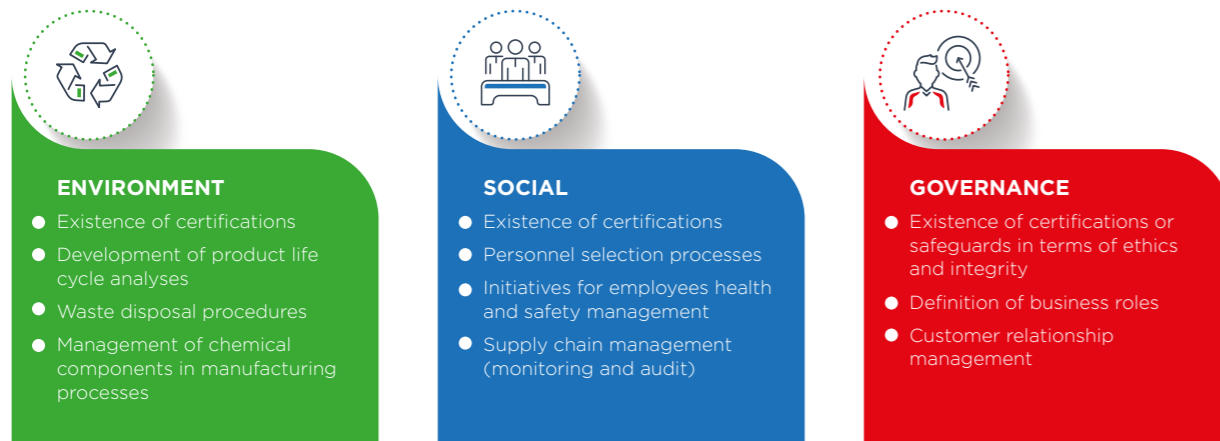 ENVIRONMENT
Existence of certifications
Development of product life
cycle analyses
Waste disposal procedures
Management of chemical
components in manufacturing
processes
SOCIAL
Existence of certifications
Personnel selection processes
Initiatives for employees health
and safety management
Supply chain management
(monitoring and audit)
GOVERNANCE
Existence of certifications or
safeguards in terms of ethics
and integrity
Definition of business roles
Customer relationship
management